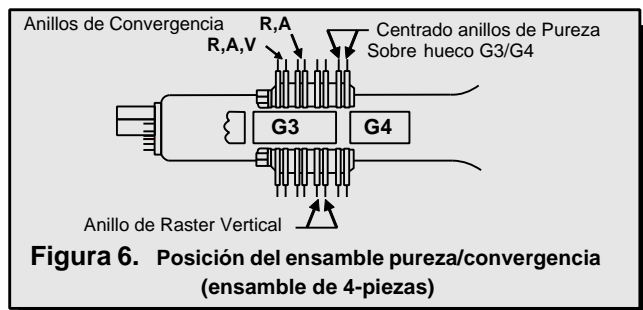 Anillos de Convergencia
R,A
R,A,V
Centrado anillos de Pureza
Sobre hueco G3/G4
G3
G4
Anillo de Raster Vertical
Figura 6. Posición del ensamble pureza/convergencia
(ensamble de 4-piezas)